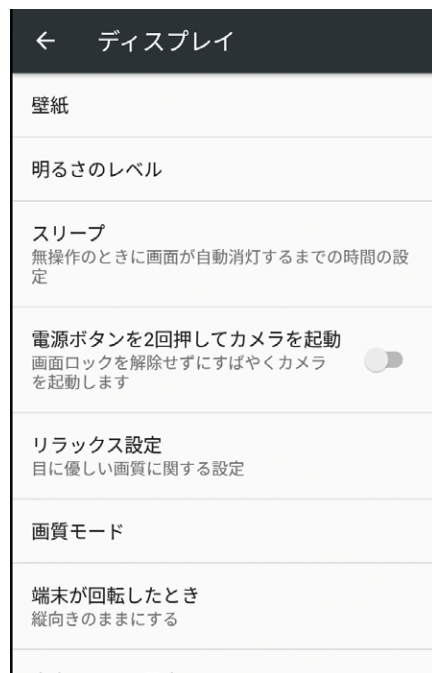 ディスプレイ
壁紙
明るさのレベル
スリープ
無操作のときに画面が自動消灯するまでの時間の設
定
電源ボタンを2回押してカメラを起動
画面ロックを解除せずにすばやくカメラ
を起動します
リラックス設定
目に優しい画質に関する設定
画質モード
端末が回転したとき
縦向きのままにする